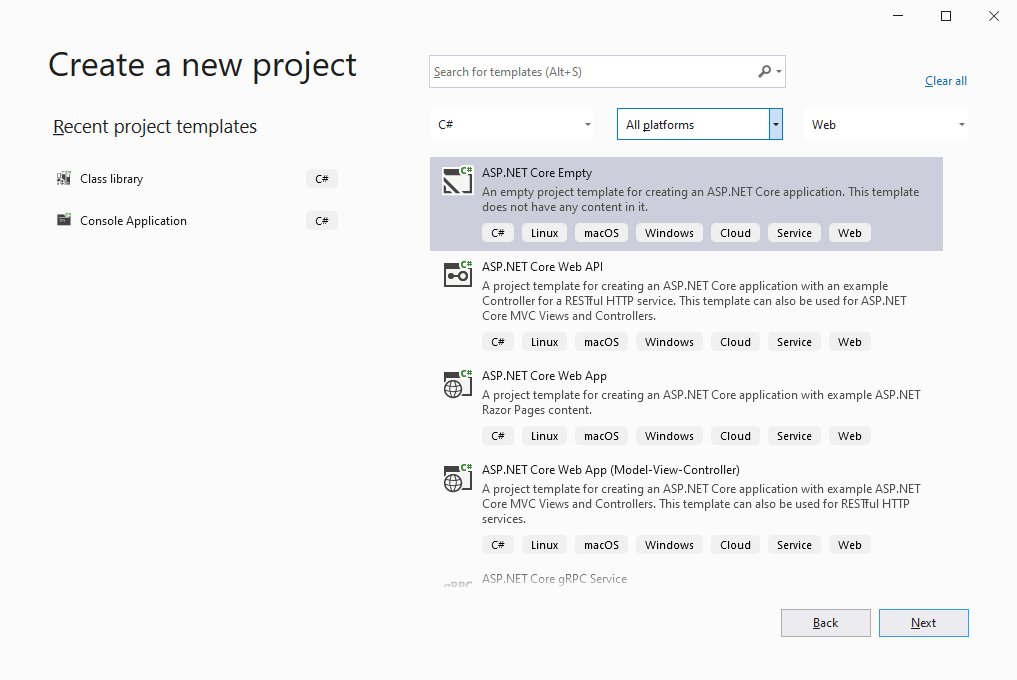 Create a new project
Search for templates (Alt+S)
Clear all
C#
All platforms
Web
Recent project templates
Class library
C#
Console Application
C#
C#
ASP.NET Core Empty
An empty project template for creating an ASP.NET Core application. This template
does not have any content in it.
C# Linux macOS Windows Cloud Service Web
C#
ASP.NET Core Web API
A project template for creating an ASP.NET Core application with an example
Controller for a RESTful HTTP service. This template can also be used for ASP.NET
Core MVC Views and Controllers.
C# Linux macOS Windows Cloud Service Web
C#
ASP.NET Core Web App
A project template for creating an ASP.NET Core application with example ASP.NET
Razor Pages content.
C# Linux macOS Windows Cloud Service Web
C#
ASP.NET Core Web App (Model-View-Controller)
A project template for creating an ASP.NET Core application with example ASP.NET
Core MVC Views and Controllers. This template can also be used for RESTful HTTP
services.
C# Linux macOS Windows Cloud Service Web
gRPC
ASP.NET Core gRPC Service
Back
Next